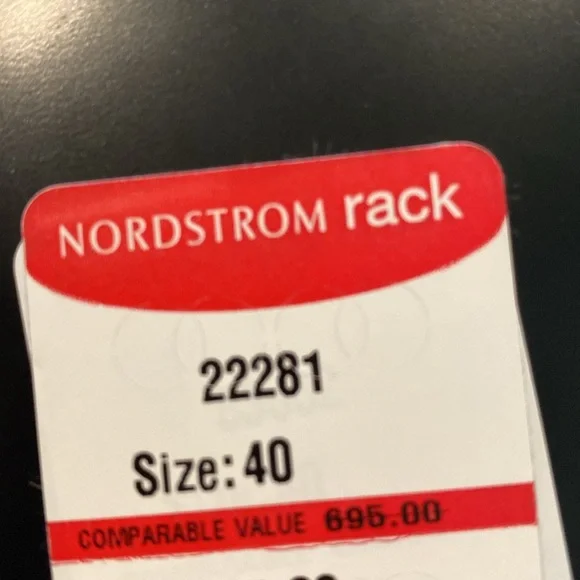 NORDSTROM rack
22281
Size: 40
COMPARABLE VALUE 695.00